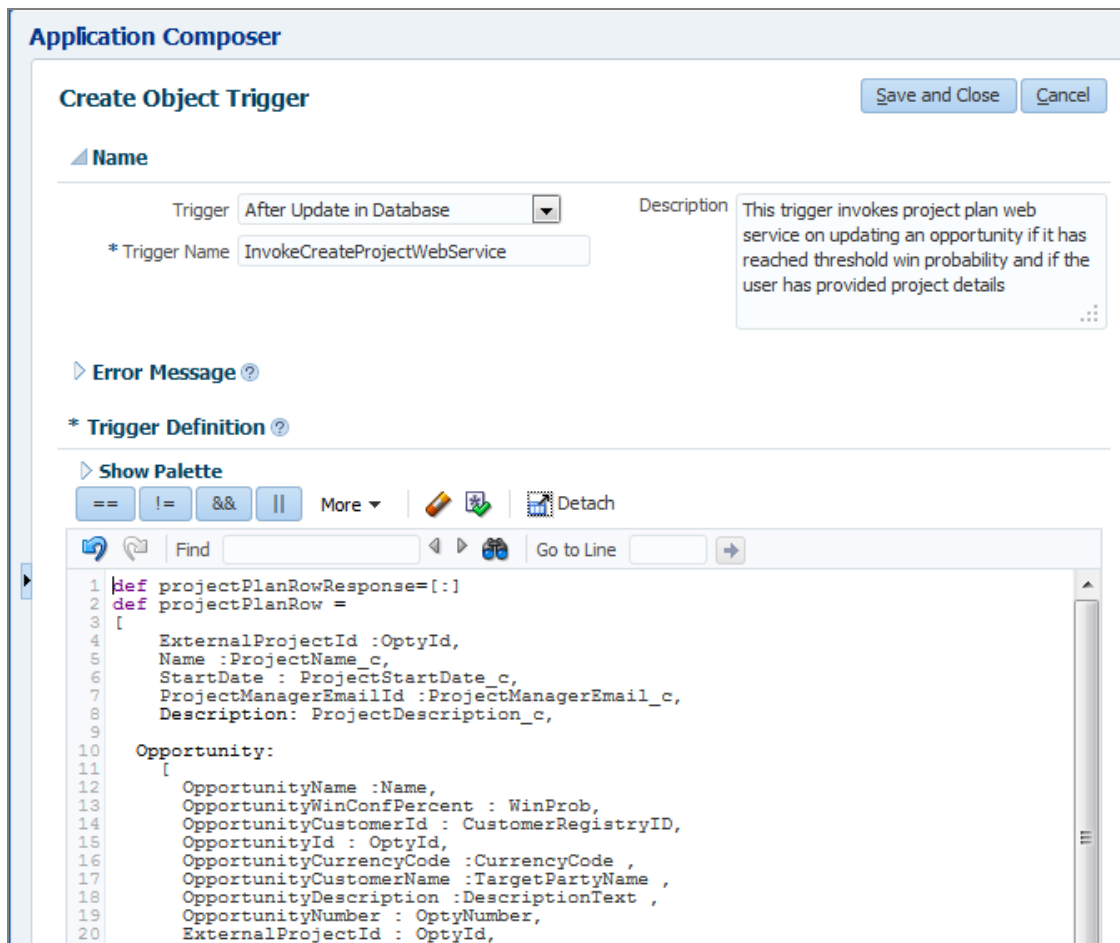 Application Composer
Create Object Trigger
Save and Close
Cancel
Name
Trigger After Update in Database
* Trigger Name InvokeCreateProjectWebService
Description This trigger invokes project plan web
service on updating an opportunity if it has
reached threshold win probability and if the
user has provided project details
Error Message ?
* Trigger Definition ?
Show Palette
== != && || More Detach
Find Go to Line
1 def projectPlanRowResponse=[:]
2 def projectPlanRow =
3 [
4 ExternalProjectId :OptyId,
5 Name :ProjectName_c,
6 StartDate : ProjectStartDate_c,
7 ProjectManagerEmailId :ProjectManagerEmail_c,
8 Description: ProjectDescription_c,
9
10 Opportunity:
11 [
12 OpportunityName :Name,
13 OpportunityWinConfPercent : WinProb,
14 OpportunityCustomerId : CustomerRegistryID,
15 OpportunityId : OptyId,
16 OpportunityCurrencyCode :CurrencyCode ,
17 OpportunityCustomerName :TargetPartyName ,
18 OpportunityDescription :DescriptionText ,
19 OpportunityNumber : OptyNumber,
20 ExternalProjectId : OptyId,